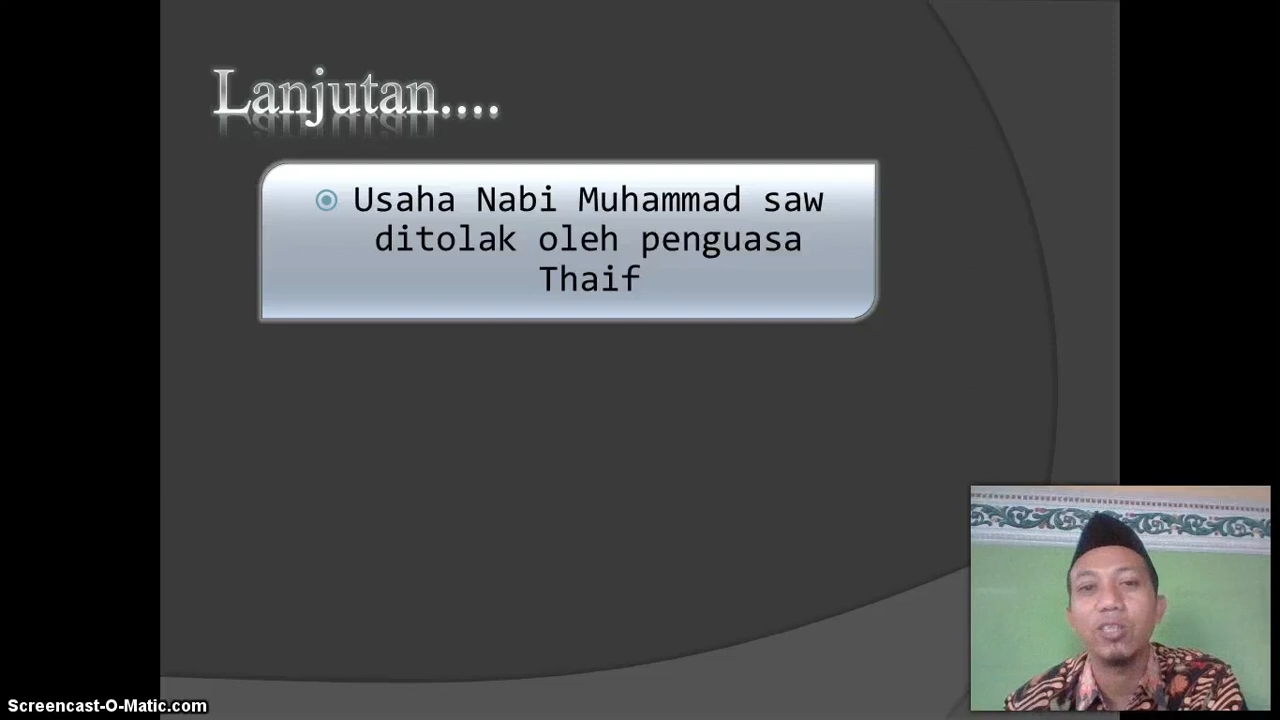 Lanjutan....
Usaha Nabi Muhammad saw
ditolak oleh penguasa
Thaif
Screencast-O-Matic.com